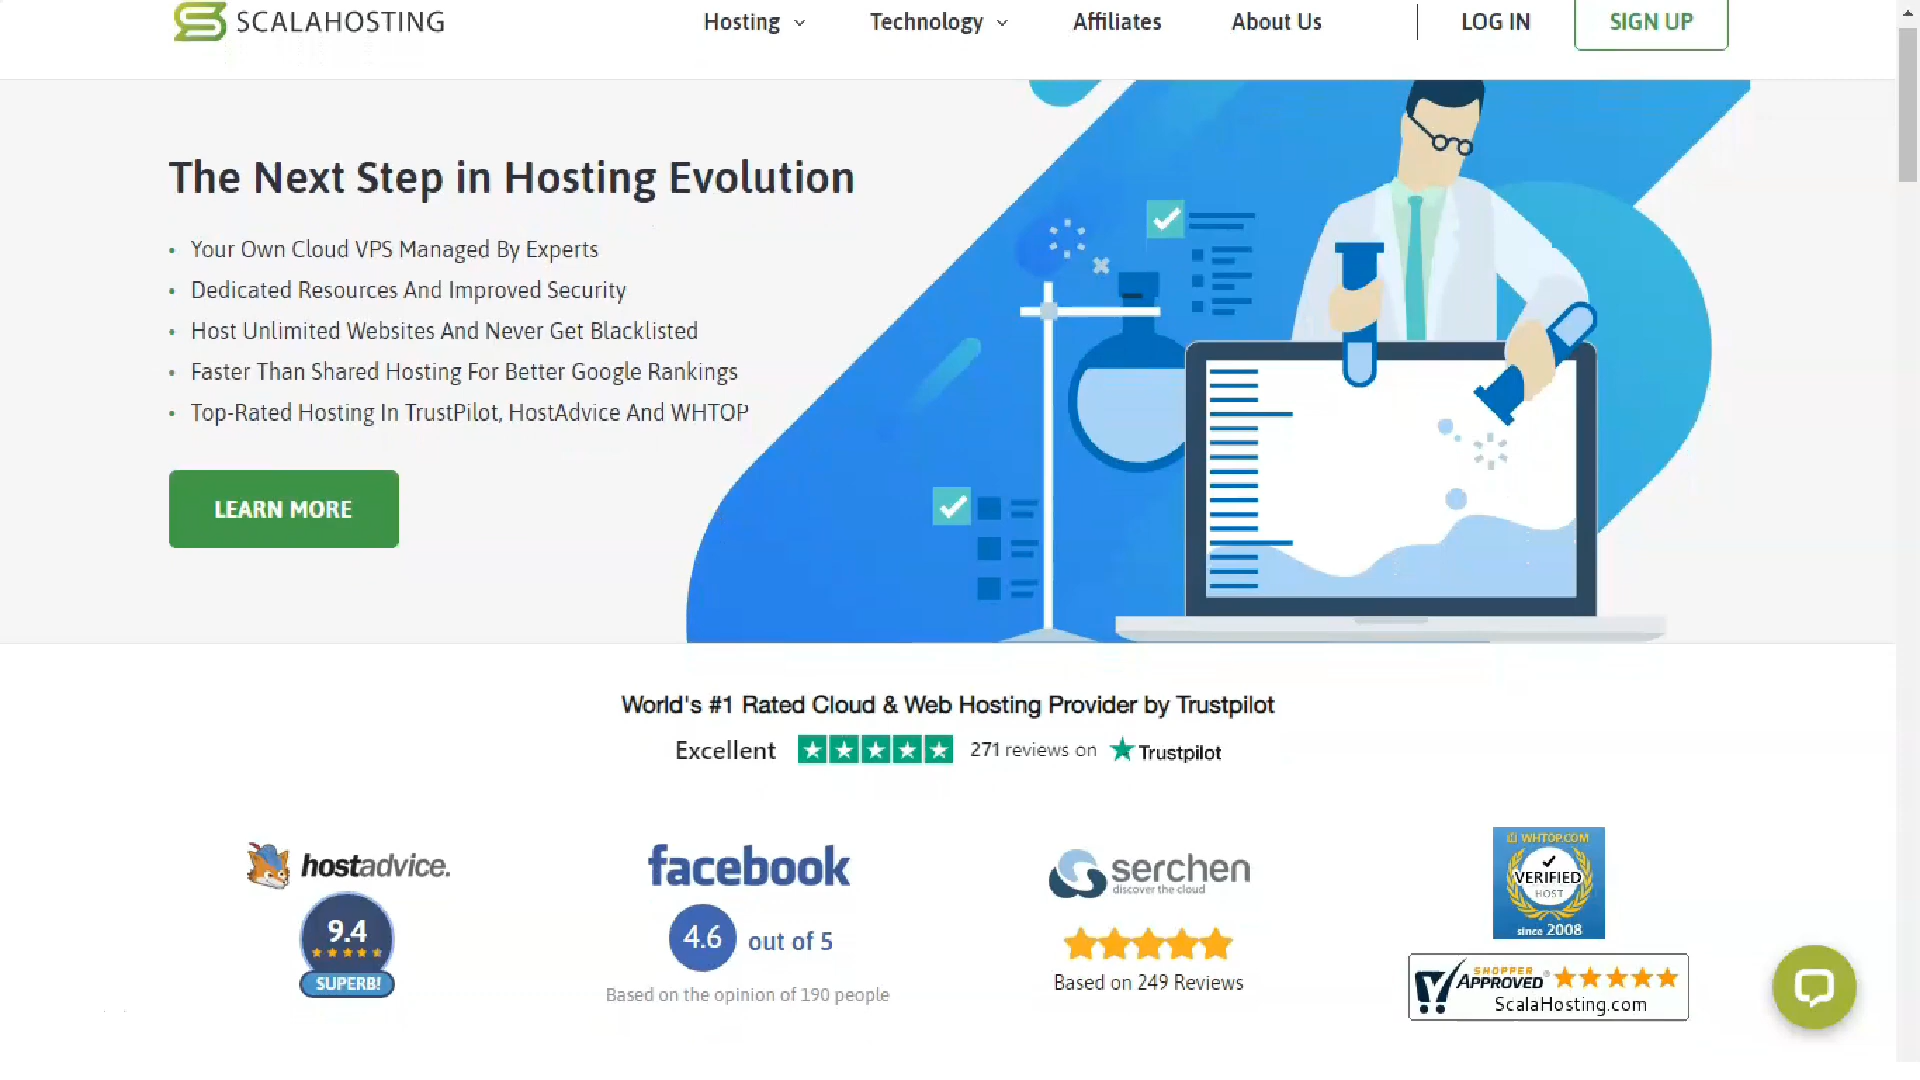 SCALAHOSTING
Hosting
Technology
Affiliates
About Us
LOG IN
SIGN UP
The Next Step in Hosting Evolution
• Your Own Cloud VPS Managed By Experts
• Dedicated Resources And Improved Security
• Host Unlimited Websites And Never Get Blacklisted
• Faster Than Shared Hosting For Better Google Rankings
• Top-Rated Hosting In TrustPilot, HostAdvice And WHTOP
LEARN MORE
World's #1 Rated Cloud & Web Hosting Provider by Trustpilot
Excellent 271 reviews on Trustpilot
hostadvice.
9.4
SUPERB!
facebook
4.6 out of 5
Based on the opinion of 190 people
serchen
discover the cloud
Based on 249 Reviews
WHTOP.COM
VERIFIED
HOST
since 2008
SHOPPER
APPROVED®
ScalaHosting.com